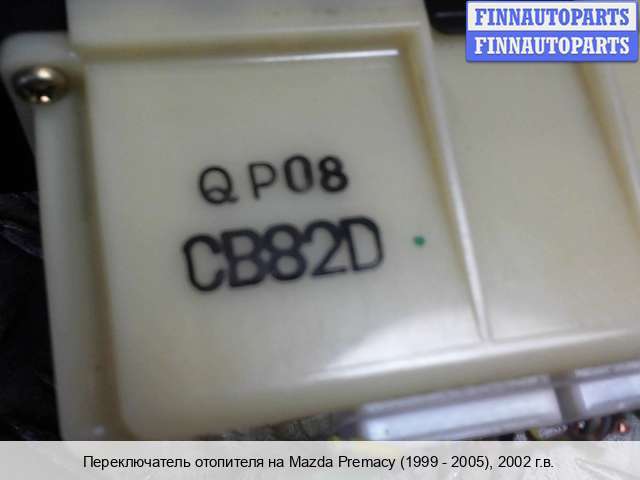 FINNAUTOPARTS
FINNAUTOPARTS
QP08
CB82D
Переключатель отопителя на Mazda Premacy (1999 - 2005), 2002 г.в.